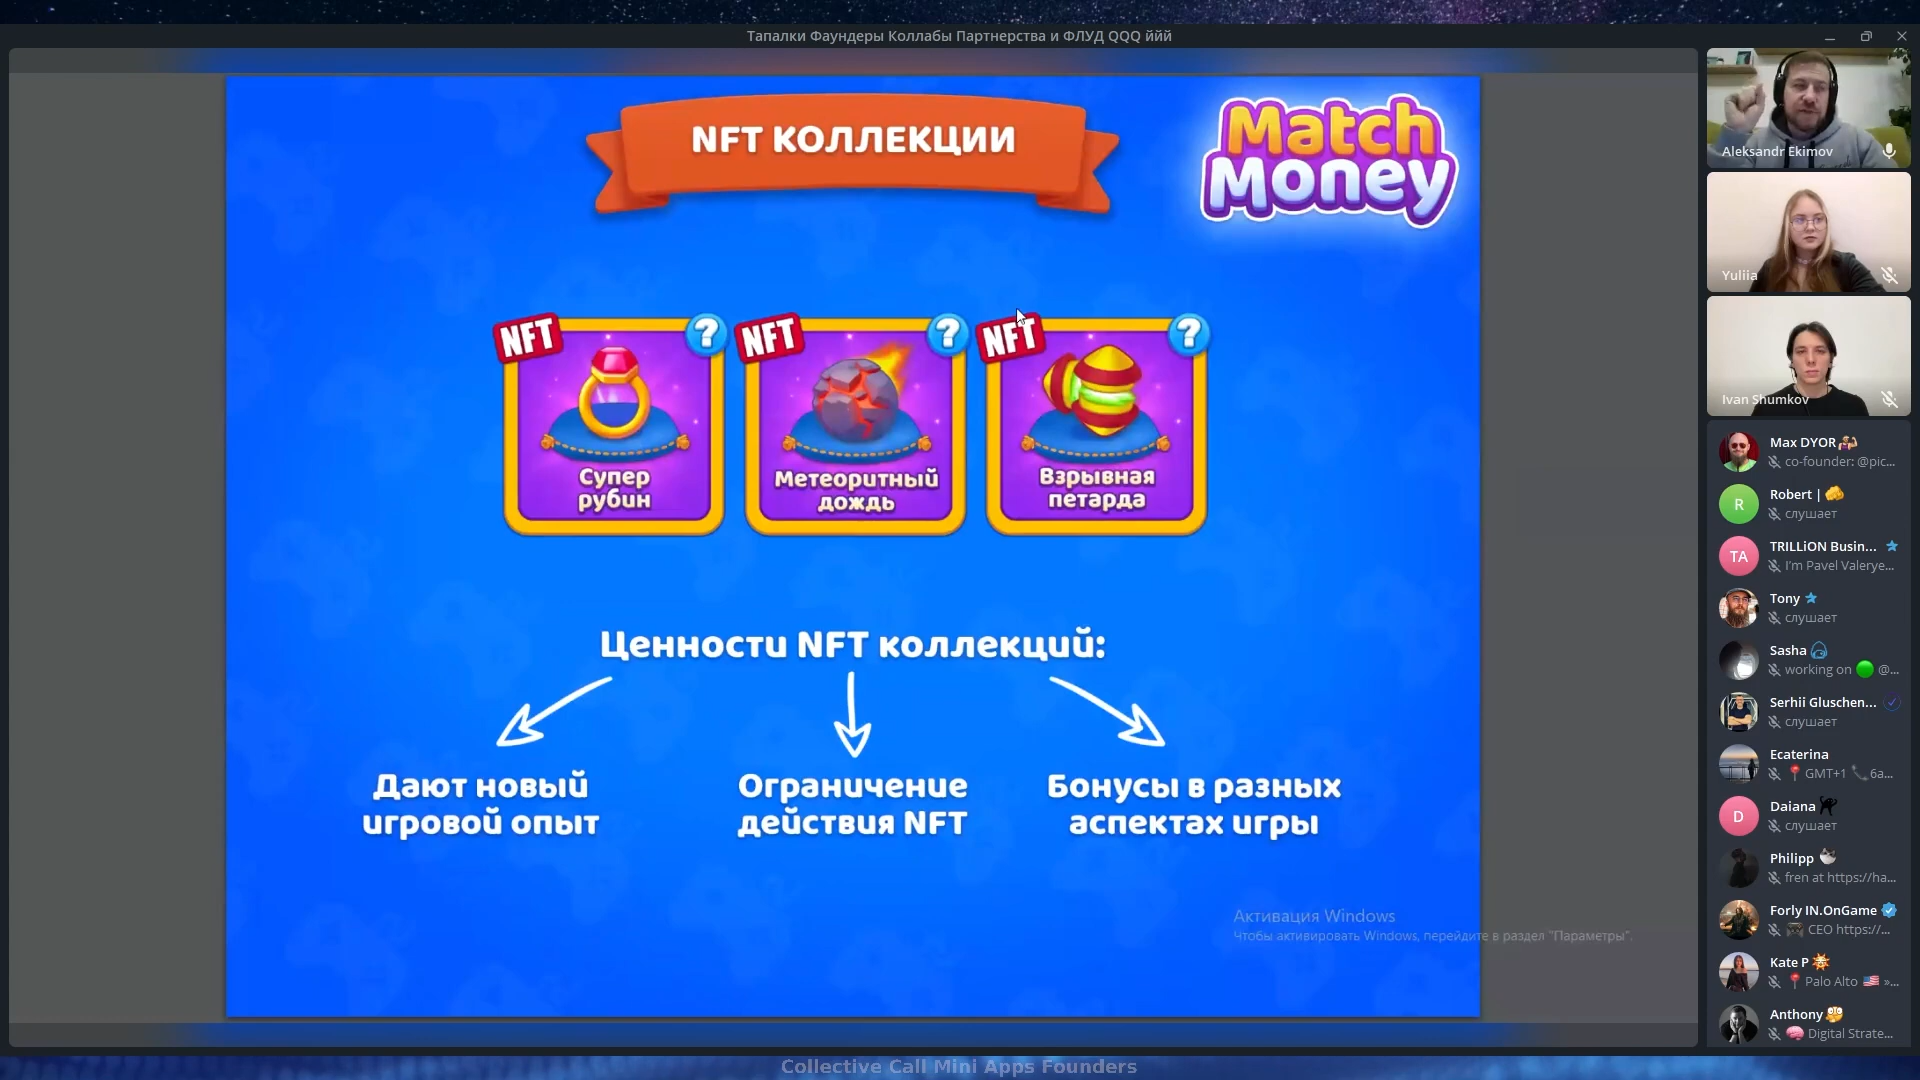 Тапалки Фаундеры Коллабы Партнерства и ФЛУД QQQ ййй
NFT КОЛЛЕКЦИИ
Match
Money
NFT
?
NFT
?
NFT
?
Супер
рубин
Метеоритный
дождь
Взрывная
петарда
Ценности NFT коллекций:
Дают новый
игровой опыт
Ограничение
действия NFT
Бонусы в разных
аспектах игры
Активация Windows
Чтобы активировать Windows, перейдите в раздел "Параметры".
Aleksandr Ekimov
Yuliia
Ivan Shumkov
Max DYOR
co-founder: @pic...
R
Robert |
слушает
TA
TRILLiON Busin...
I'm Pavel Valerye...
Tony
слушает
Sasha
working on @...
Serhii Gluschen...
слушает
Ecaterina
GMT+1 6a...
D
Daiana
слушает
Philipp
fren at https://ha...
Forly IN.OnGame
CEO https://...
Kate P
Palo Alto »...
Anthony
Digital Strate...
Collective Call Mini Apps Founders